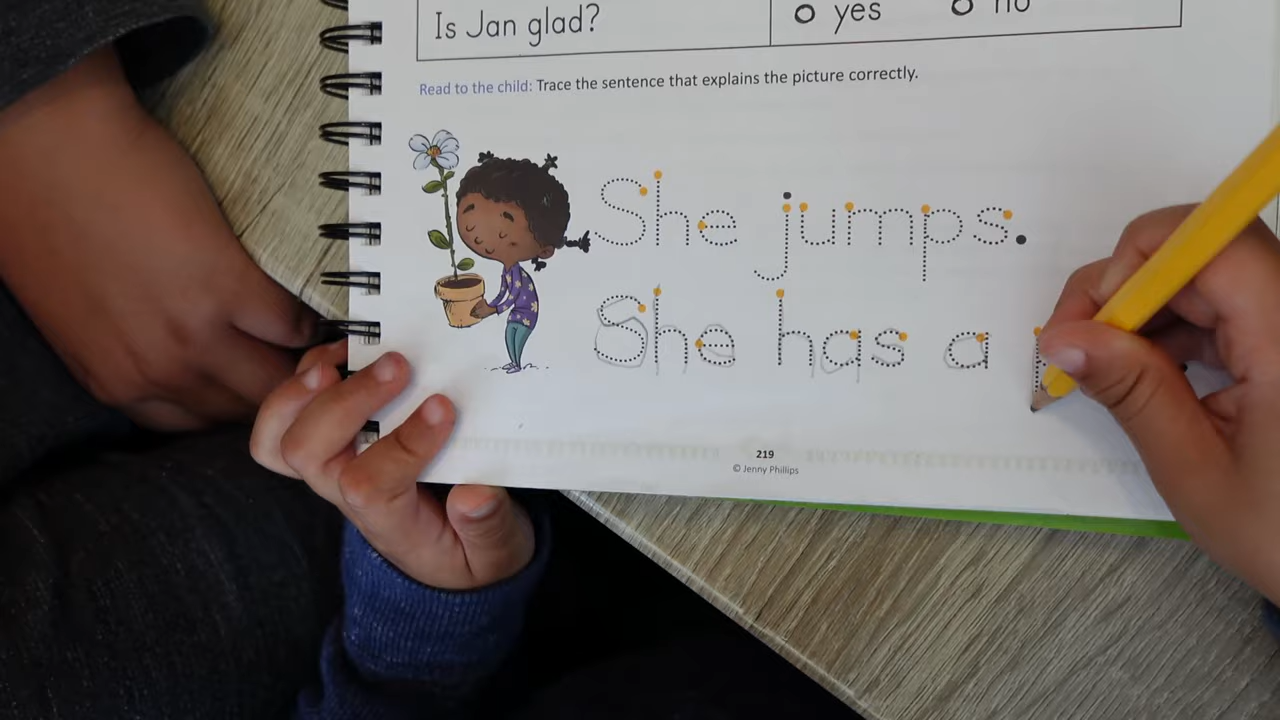 Is Jan glad?
yes
no
Read to the child: Trace the sentence that explains the picture correctly.
She jumps.
She has a
219
© Jenny Phillips